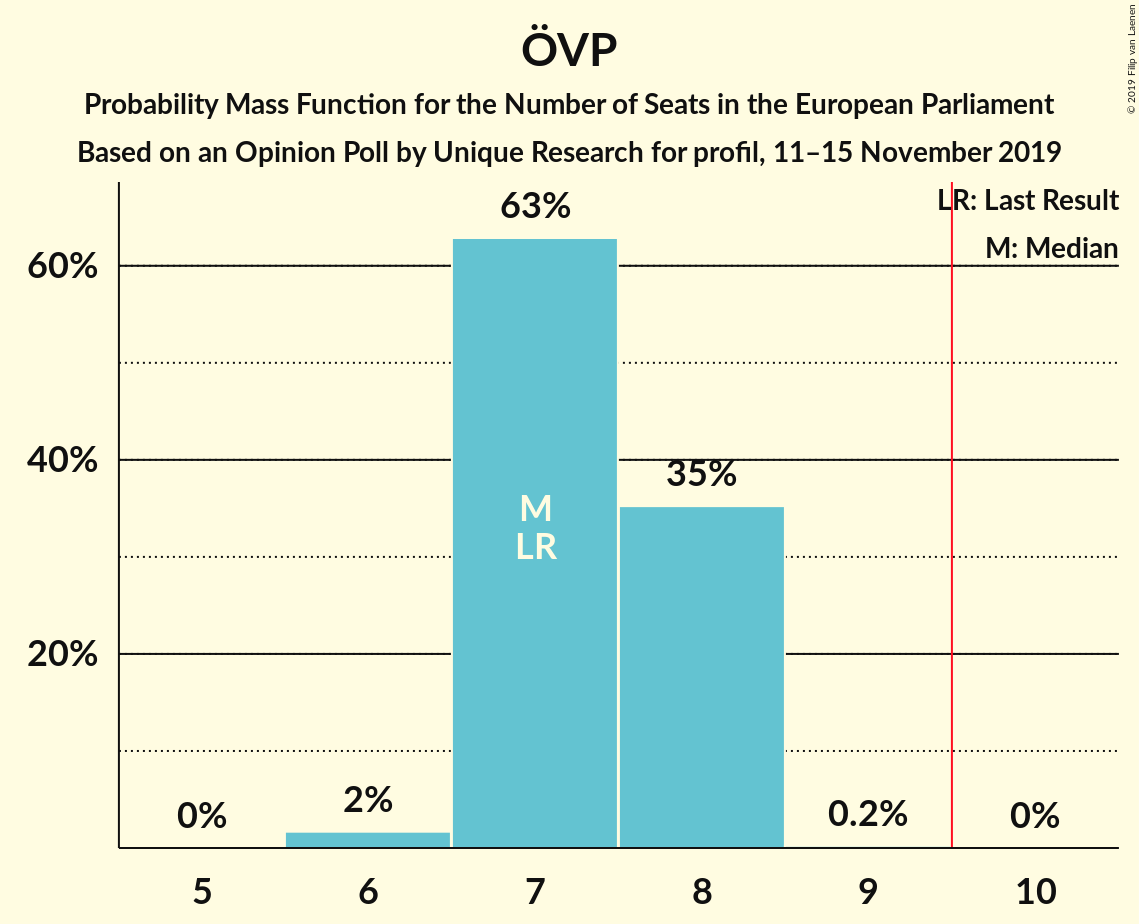 ÖVP
Probability Mass Function for the Number of Seats in the European Parliament
Based on an Opinion Poll by Unique Research for profil, 11–15 November 2019
© 2019 Filip van Laenen
LR: Last Result
M: Median
63%
60%
40%
35%
M
LR
20%
0%
2%
0.2%
0%
5
6
7
8
9
10